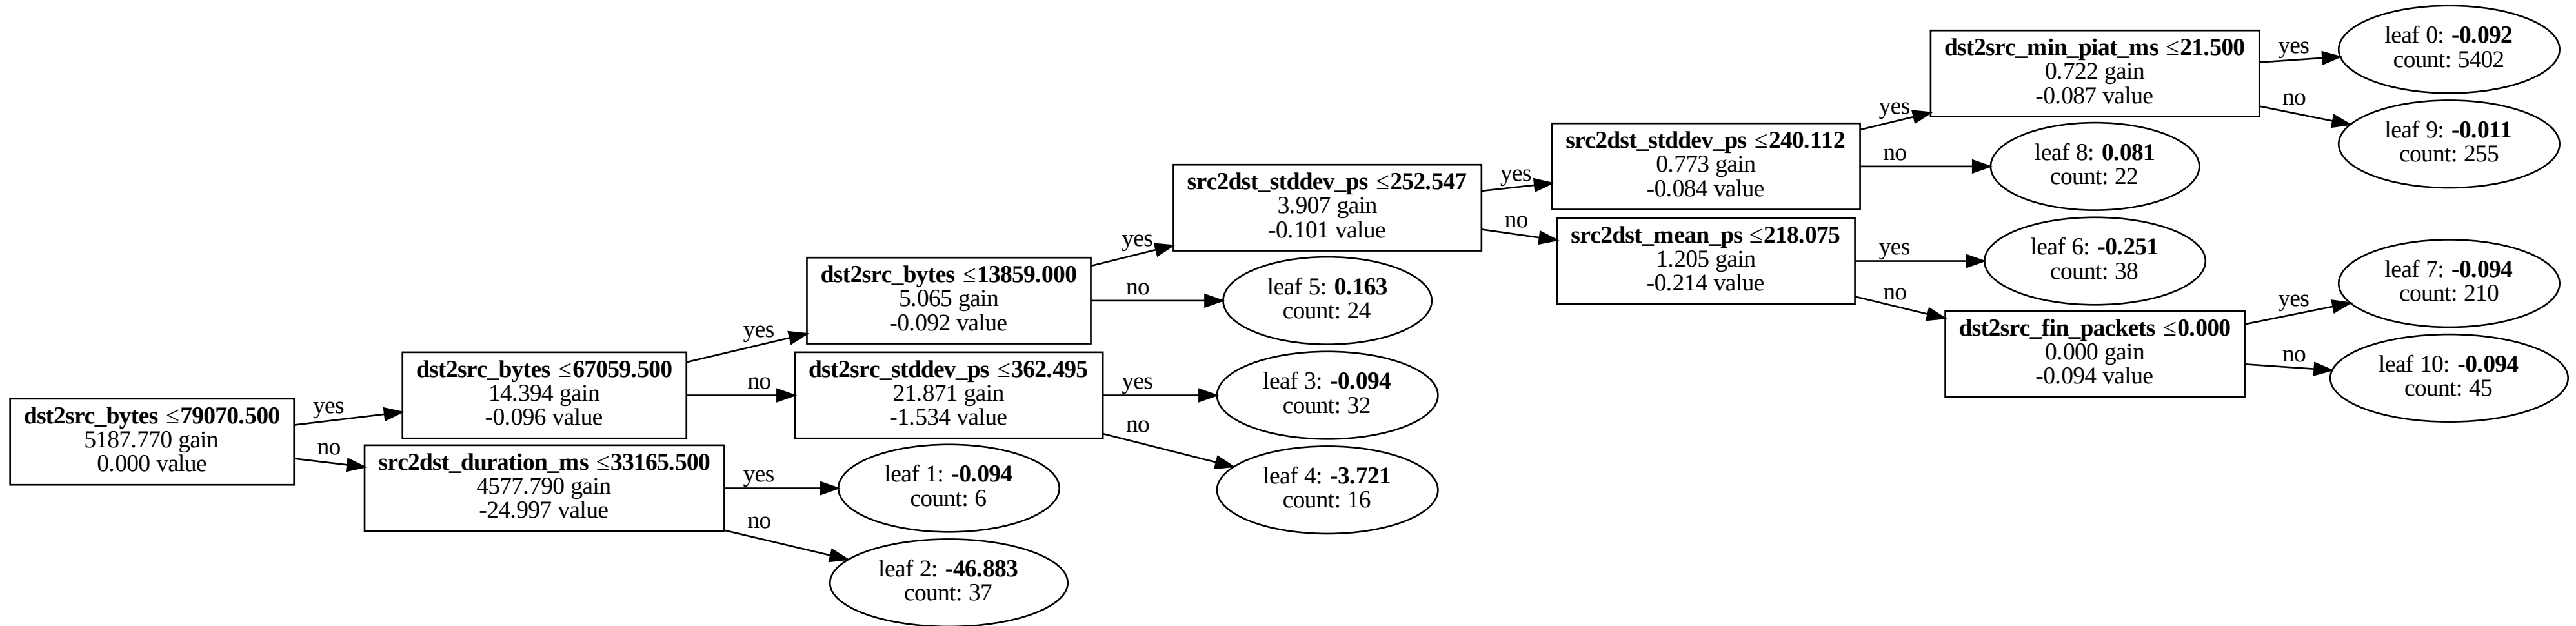 dst2src_bytes ≤79070.500
5187.770 gain
0.000 value
yes
no
dst2src_bytes ≤67059.500
14.394 gain
-0.096 value
src2dst_duration_ms ≤33165.500
4577.790 gain
-24.997 value
yes
no
yes
no
dst2src_bytes ≤13859.000
5.065 gain
-0.092 value
dst2src_stddev_ps ≤362.495
21.871 gain
-1.534 value
leaf 1: -0.094
count: 6
leaf 2: -46.883
count: 37
yes
no
yes
no
src2dst_stddev_ps ≤252.547
3.907 gain
-0.101 value
leaf 5: 0.163
count: 24
leaf 3: -0.094
count: 32
leaf 4: -3.721
count: 16
yes
no
src2dst_stddev_ps ≤240.112
0.773 gain
-0.084 value
src2dst_mean_ps ≤218.075
1.205 gain
-0.214 value
yes
no
yes
no
dst2src_min_piat_ms ≤21.500
0.722 gain
-0.087 value
leaf 8: 0.081
count: 22
leaf 6: -0.251
count: 38
dst2src_fin_packets ≤0.000
0.000 gain
-0.094 value
yes
no
yes
no
leaf 0: -0.092
count: 5402
leaf 9: -0.011
count: 255
leaf 7: -0.094
count: 210
leaf 10: -0.094
count: 45